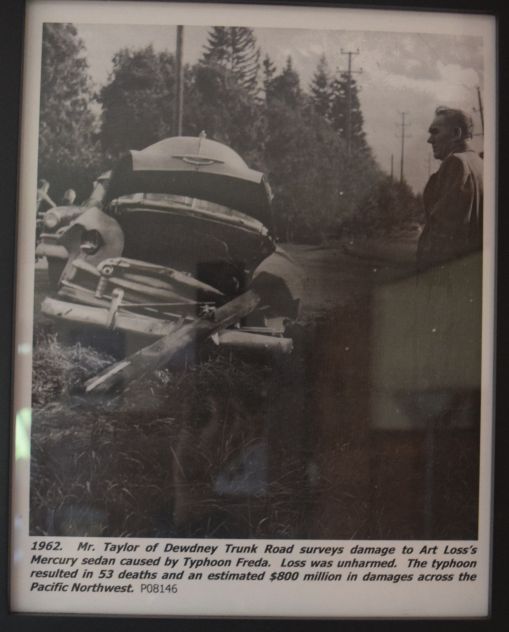 1962. Mr. Taylor of Dewdney Trunk Road surveys damage to Art Loss's
Mercury sedan caused by Typhoon Freda. Loss was unharmed. The typhoon
resulted in 53 deaths and an estimated $800 million in damages across the
Pacific Northwest. P08146